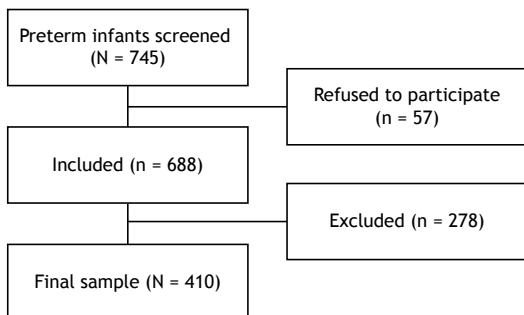 Preterm infants screened
(N = 745)
Refused to participate
(n = 57)
Included (n = 688)
Excluded (n = 278)
Final sample (N = 410)